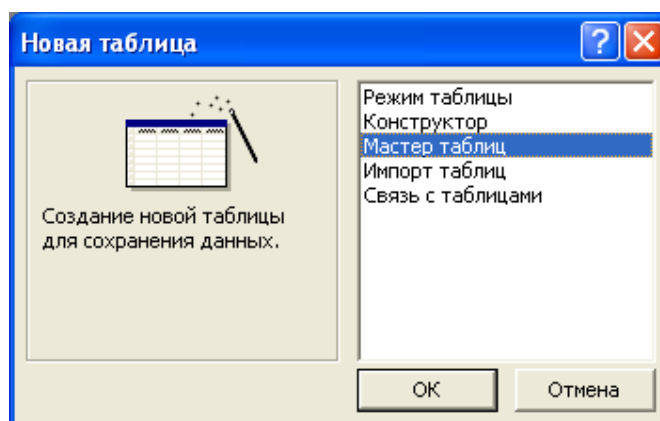 Новая таблица
Создание новой таблицы
для сохранения данных.
Режим таблицы
Конструктор
Мастер таблиц
Импорт таблиц
Связь с таблицами
ОК
Отмена